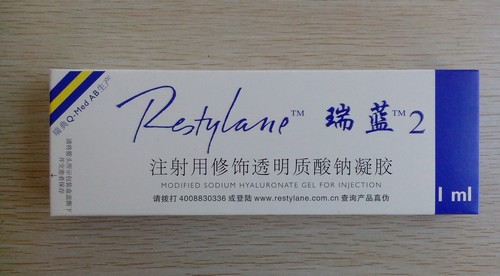 瑞典Q-Med AB生产
Restylane™ 瑞蓝™2
注射用修饰透明质酸钠凝胶
MODIFIED SODIUM HYALURONATE GEL FOR INJECTION
请拨打 4008830336 或登陆 www.restylane.com.cn 查询产品真伪
1 ml